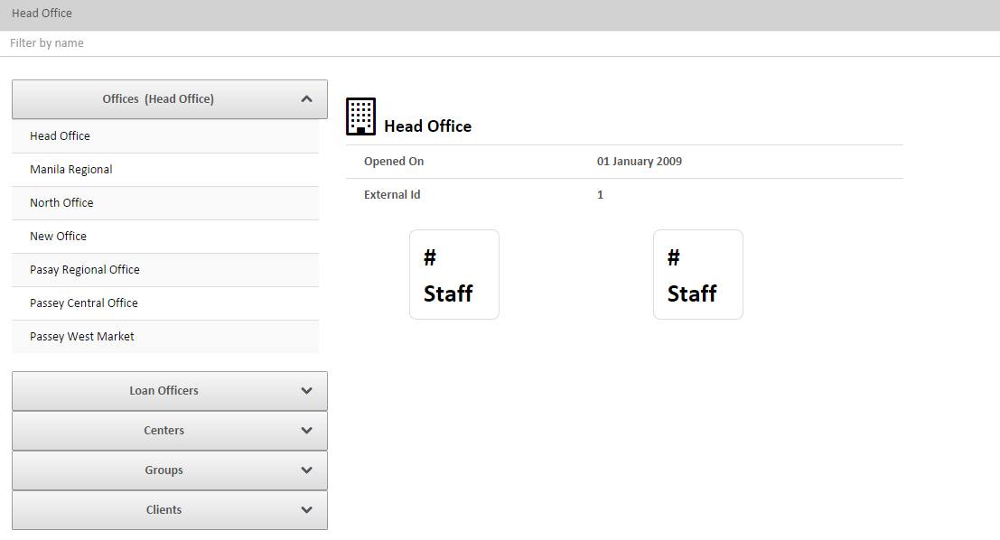 Head Office
Filter by name
Offices (Head Office)
Head Office
Manila Regional
North Office
New Office
Pasay Regional Office
Passey Central Office
Passey West Market
Loan Officers
Centers
Groups
Clients
Head Office
Opened On 01 January 2009
External Id 1
# Staff
# Staff